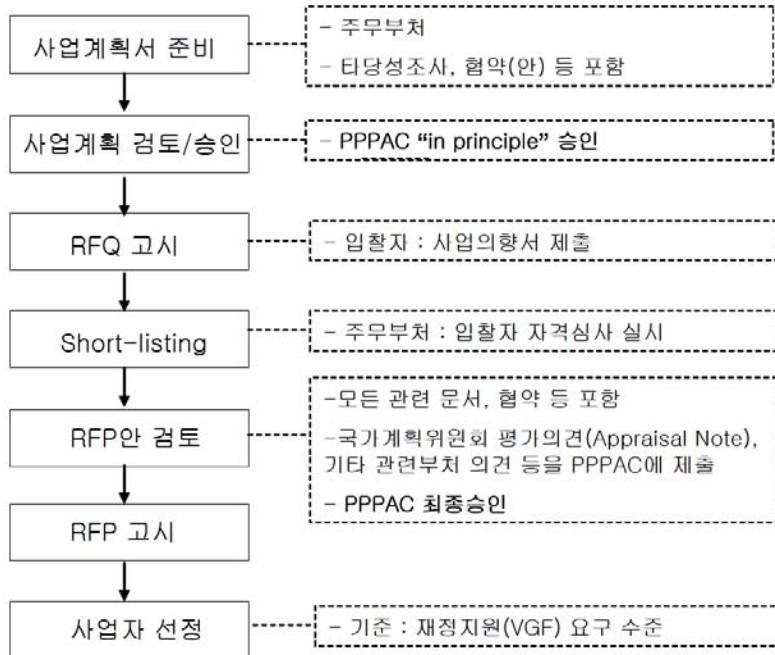 사업계획서 준비
- 주무부처
- 타당성조사, 협약(안) 등 포함
사업계획 검토/승인
- PPPAC “in principle” 승인
RFQ 고시
- 입찰자 : 사업의향서 제출
Short-listing
- 주무부처 : 입찰자 자격심사 실시
RFP안 검토
-모든 관련 문서, 협약 등 포함
-국가계획위원회 평가의견(Appraisal Note),
기타 관련부처 의견 등을 PPPAC에 제출
- PPPAC 최종승인
RFP 고시
사업자 선정
- 기준 : 재정지원(VGF) 요구 수준